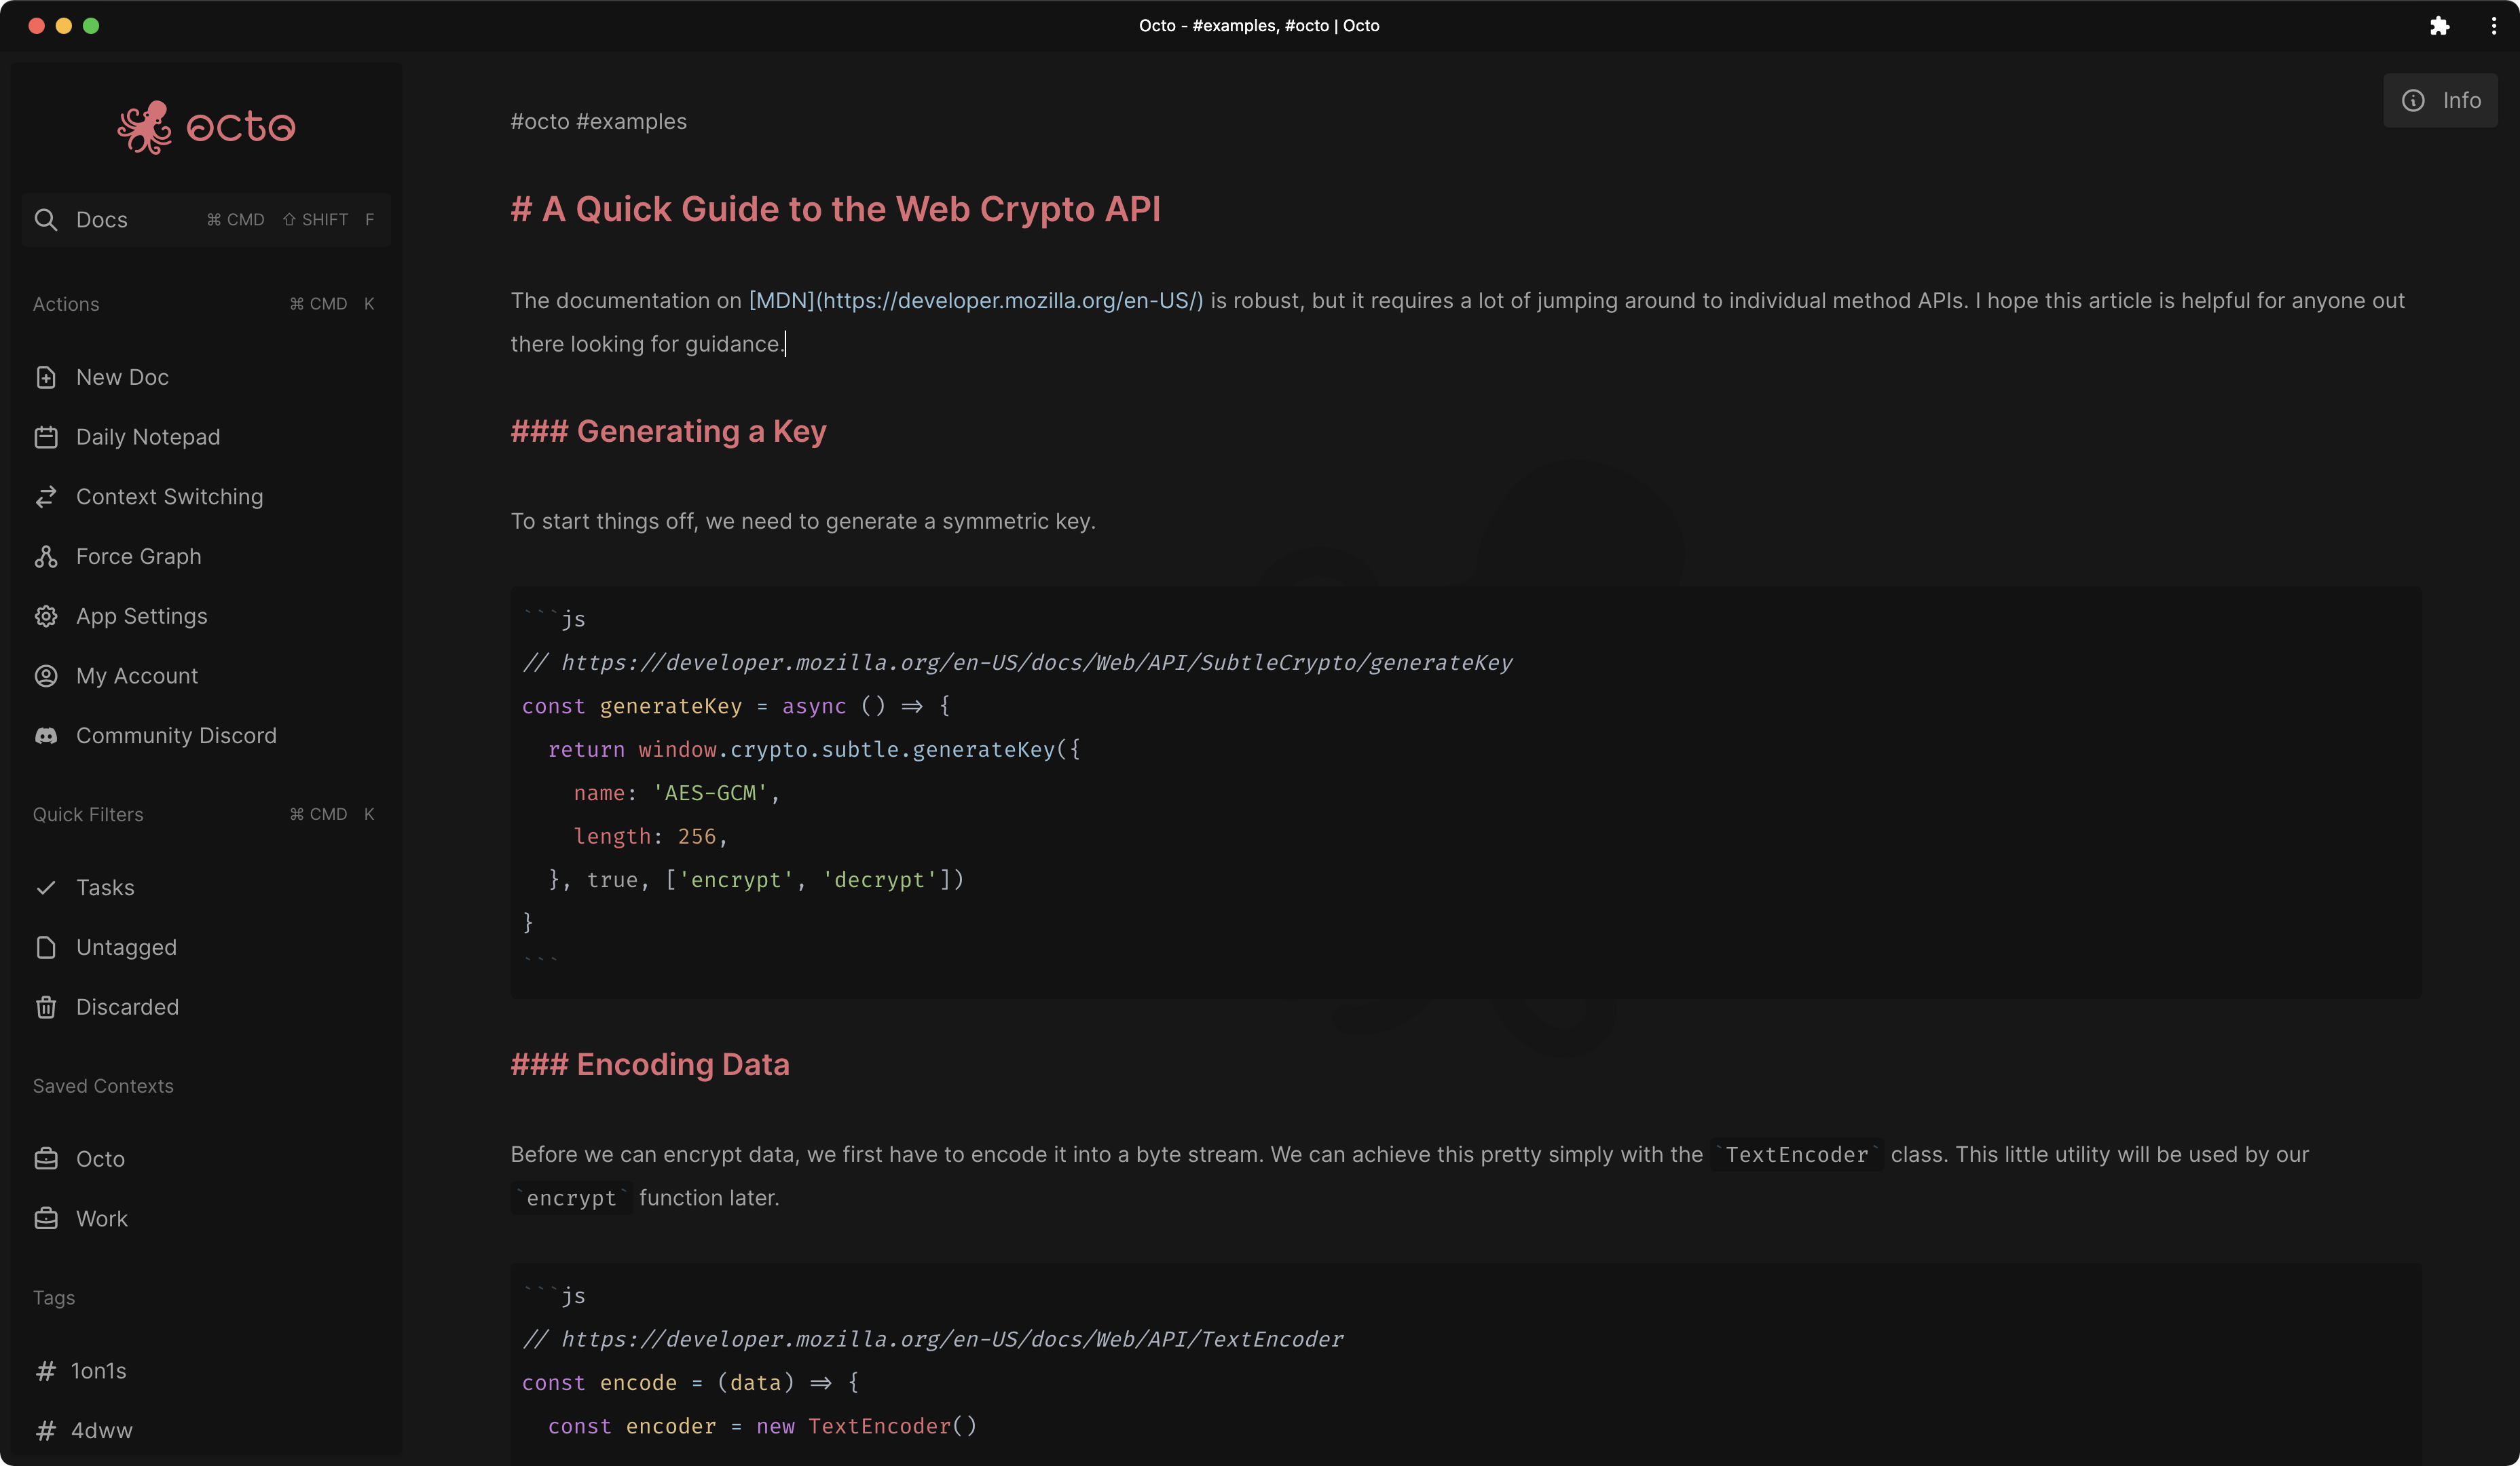 Octo - #examples, #octo | Octo
octo
Docs ⌘ CMD ⇧ SHIFT F
Actions ⌘ CMD K
New Doc
Daily Notepad
Context Switching
Force Graph
App Settings
My Account
Community Discord
Quick Filters ⌘ CMD K
Tasks
Untagged
Discarded
Saved Contexts
Octo
Work
Tags
# 1on1s
# 4dww
Info
#octo #examples
# A Quick Guide to the Web Crypto API
The documentation on [MDN](https://developer.mozilla.org/en-US/) is robust, but it requires a lot of jumping around to individual method APIs. I hope this article is helpful for anyone out
there looking for guidance.
### Generating a Key
To start things off, we need to generate a symmetric key.
```js
// https://developer.mozilla.org/en-US/docs/Web/API/SubtleCrypto/generateKey
const generateKey = async () => {
  return window.crypto.subtle.generateKey({
    name: 'AES-GCM',
    length: 256,
  }, true, ['encrypt', 'decrypt'])
}
```
### Encoding Data
Before we can encrypt data, we first have to encode it into a byte stream. We can achieve this pretty simply with the `TextEncoder` class. This little utility will be used by our
`encrypt` function later.
```js
// https://developer.mozilla.org/en-US/docs/Web/API/TextEncoder
const encode = (data) => {
  const encoder = new TextEncoder()